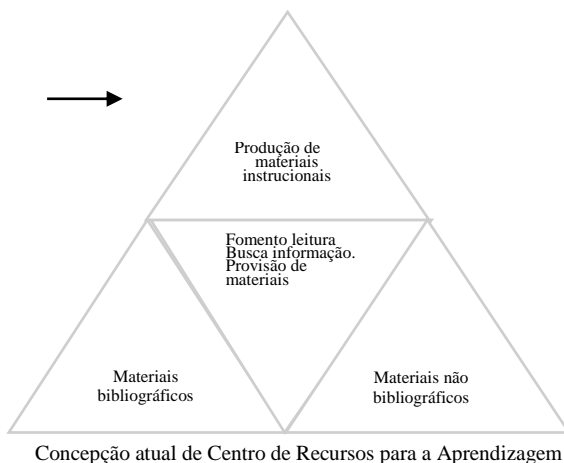 Produção de
materiais
instrucionais
Fomento leitura
Busca informação.
Provisão de
materiais
Materiais
bibliográficos
Materiais não
bibliográficos
Concepção atual de Centro de Recursos para a Aprendizagem